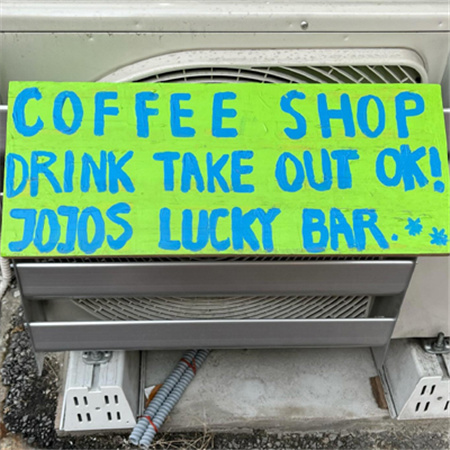 COFFEE SHOP
DRINK TAKE OUT OK!
JOJOS LUCKY BAR.**